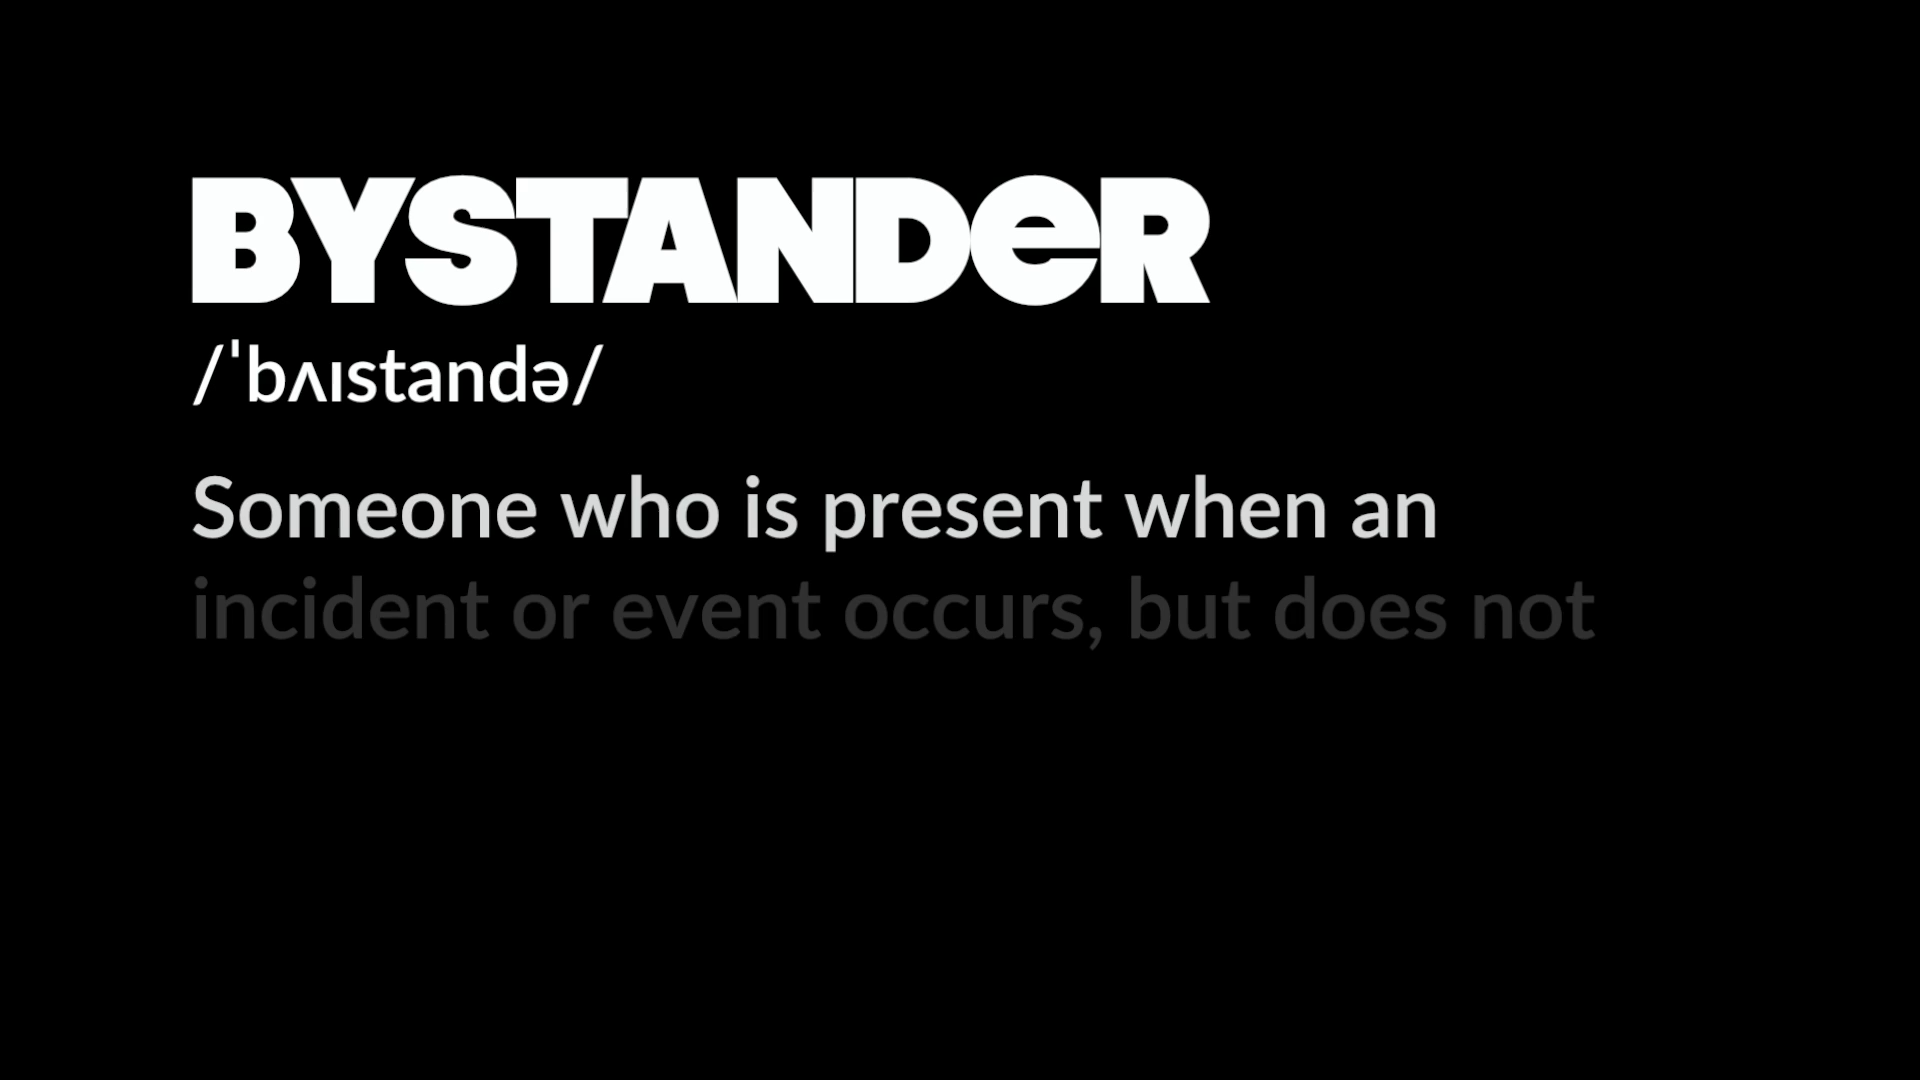 BYSTANDeR
/ˈbʌɪstandə/
Someone who is present when an
incident or event occurs, but does not